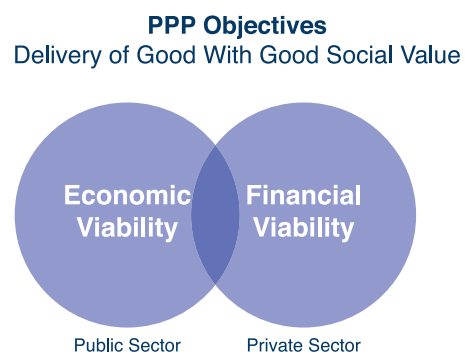 PPP Objectives
Delivery of Good With Good Social Value
Economic
Viability
Financial
Viability
Public Sector
Private Sector